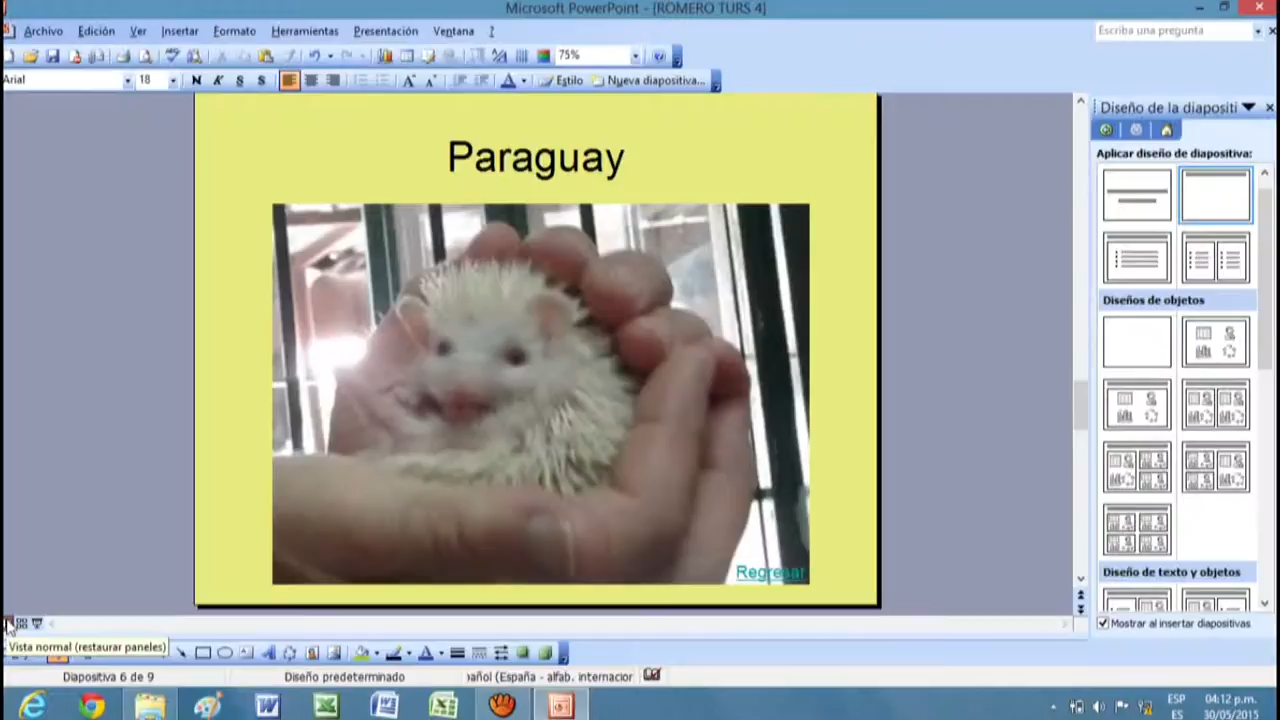 Microsoft PowerPoint - [ROMERO TURS 4]
Archivo Edición Ver Insertar Formato Herramientas Presentación Ventana ?
Escriba una pregunta
75%
Arial 18 N K S S A A A Estilo Nueva diapositiva...
Diseño de la diapositi
Aplicar diseño de diapositiva:
Paraguay
Diseños de objetos
Regresar
Diseño de texto y objetos
Mostrar al insertar diapositivas
Vista normal (restaurar paneles)
Diapositiva 6 de 9 Diseño predeterminado añol (España - alfab. internacior
ESP
ES
04:12 p.m.
30/05/2015